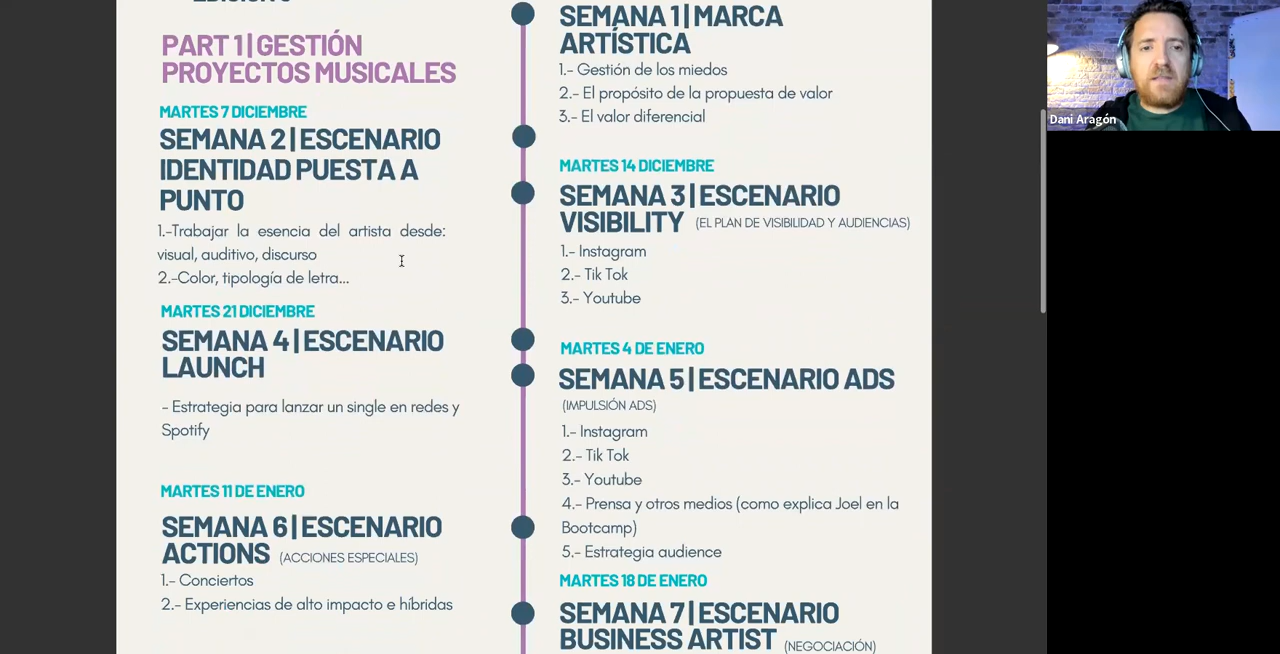 PART 1 | GESTIÓN
PROYECTOS MUSICALES
MARTES 7 DICIEMBRE
SEMANA 2 | ESCENARIO
IDENTIDAD PUESTA A
PUNTO
1.-Trabajar la esencia del artista desde:
visual, auditivo, discurso
2.-Color, tipología de letra...
MARTES 21 DICIEMBRE
SEMANA 4 | ESCENARIO
LAUNCH
- Estrategia para lanzar un single en redes y
Spotify
MARTES 11 DE ENERO
SEMANA 6 | ESCENARIO
ACTIONS (ACCIONES ESPECIALES)
1.- Conciertos
2.- Experiencias de alto impacto e híbridas
SEMANA 1 | MARCA
ARTÍSTICA
1.- Gestión de los miedos
2.- El propósito de la propuesta de valor
3.- El valor diferencial
MARTES 14 DICIEMBRE
SEMANA 3 | ESCENARIO
VISIBILITY (EL PLAN DE VISIBILIDAD Y AUDIENCIAS)
1.- Instagram
2.- Tik Tok
3.- Youtube
MARTES 4 DE ENERO
SEMANA 5 | ESCENARIO ADS
(IMPULSIÓN ADS)
1.- Instagram
2.- Tik Tok
3.- Youtube
4.- Prensa y otros medios (como explica Joel en la
Bootcamp)
5.- Estrategia audience
MARTES 18 DE ENERO
SEMANA 7 | ESCENARIO
BUSINESS ARTIST (NEGOCIACIÓN)
Dani Aragón